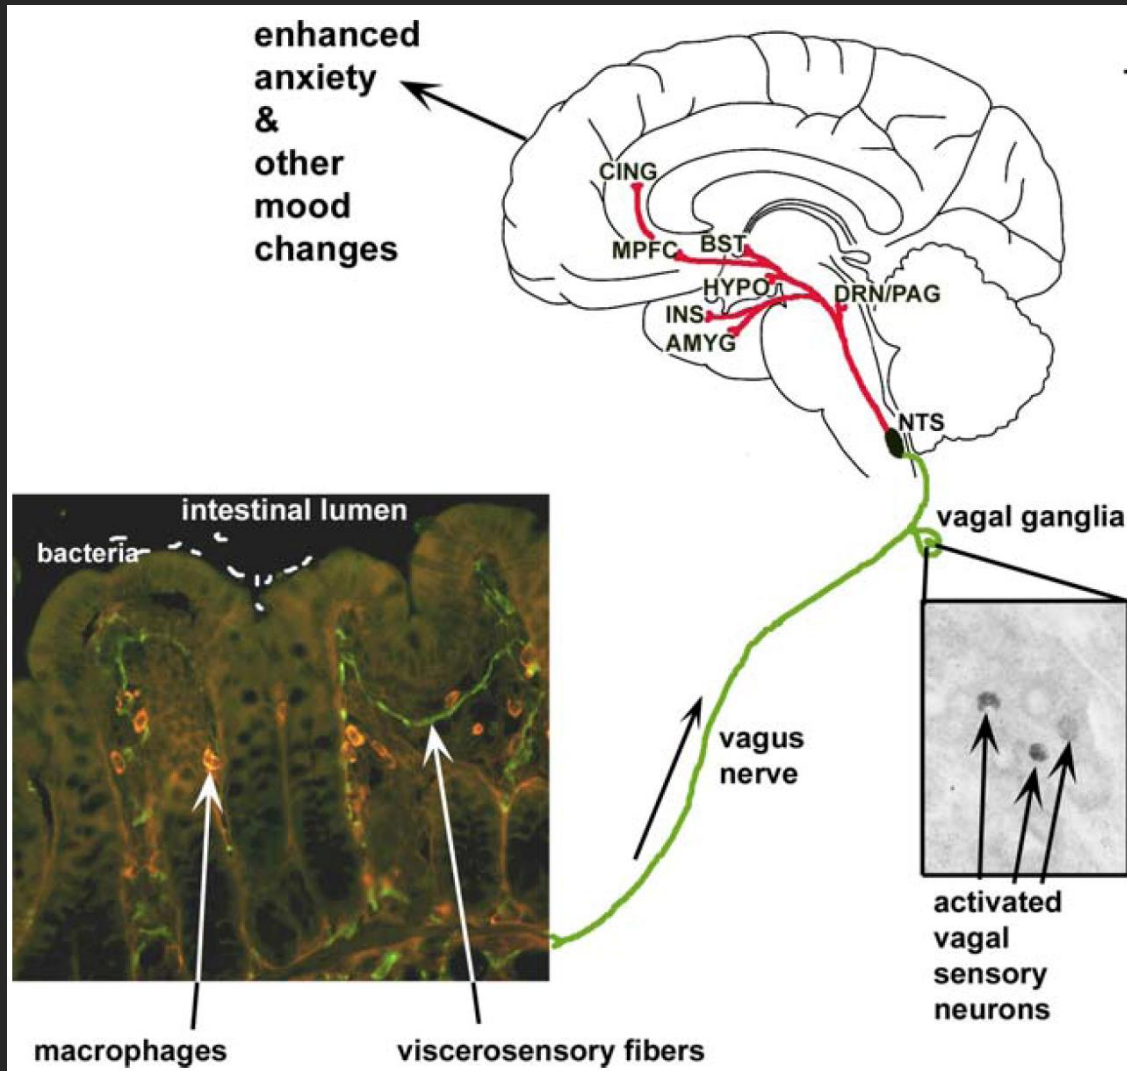 enhanced
anxiety
&
other
mood
changes
CING
MPFC
BST
HYPO
DRN/PAG
INS
AMYG
NTS
intestinal lumen
bacteria
vagal ganglia
vagus
nerve
activated
vagal
sensory
neurons
macrophages
viscerosensory fibers